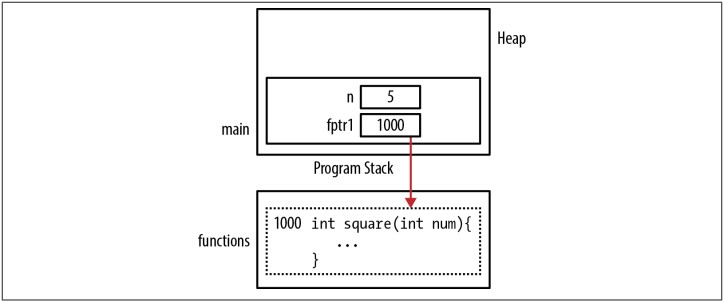 Heap
n 5
main fptr1 1000
Program Stack
1000 int square(int num){
functions ...
}